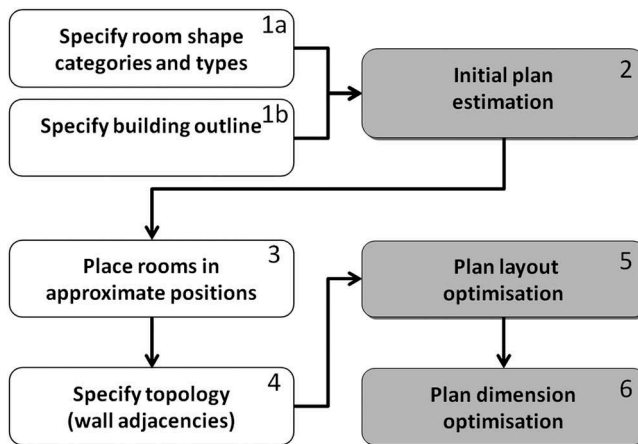 1a
Specify room shape
categories and types
1b
Specify building outline
2
Initial plan
estimation
3
Place rooms in
approximate positions
4
Specify topology
(wall adjacencies)
5
Plan layout
optimisation
6
Plan dimension
optimisation